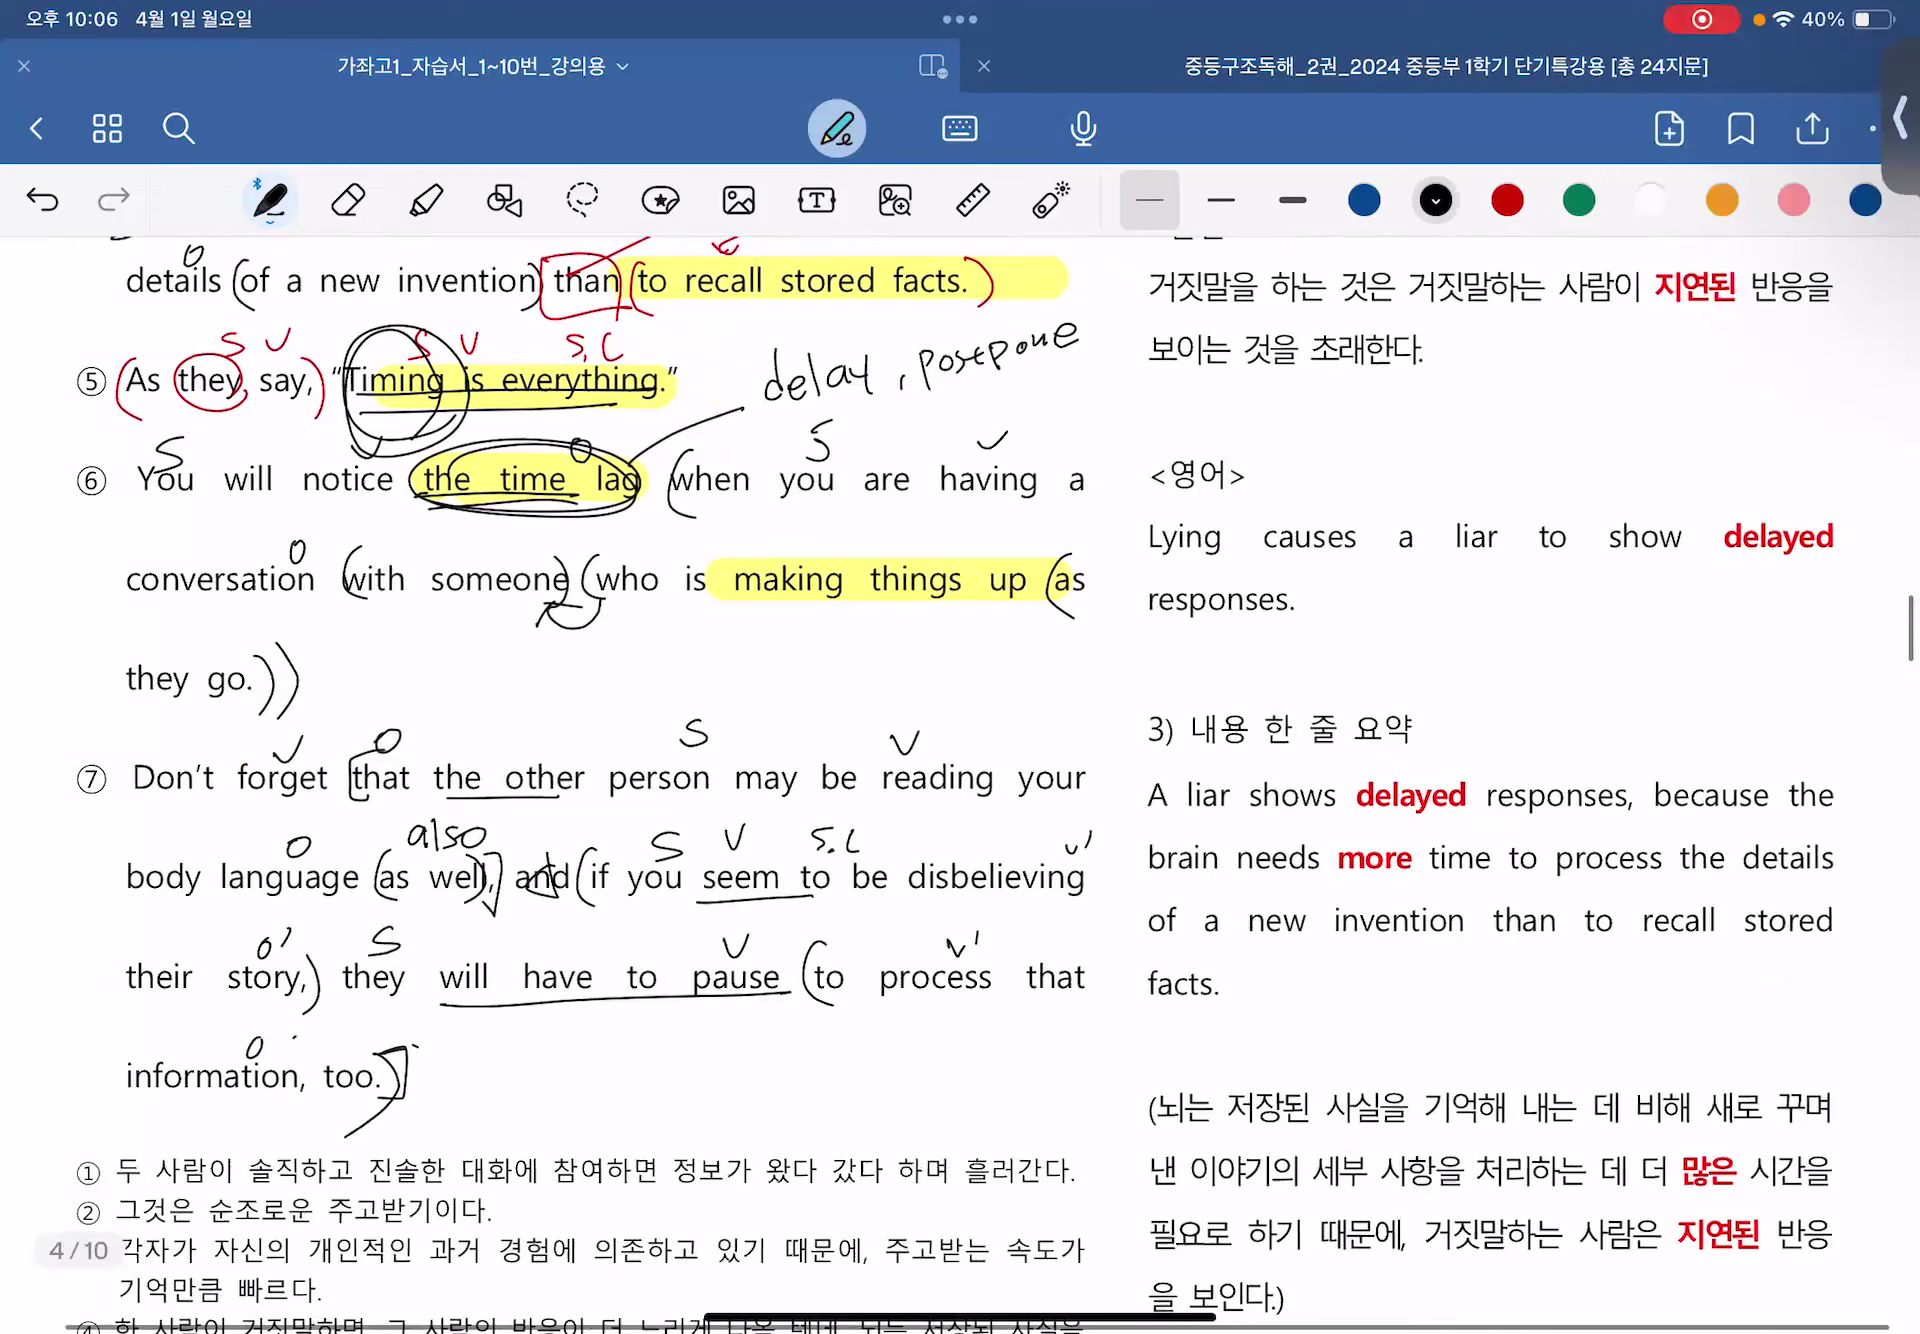 오후 10:06 4월 1일 월요일
40%
가좌고1_자습서_1~10번_강의용
중등구조독해_2권_2024 중등부 1학기 단기특강용 [총 24지문]
O
details (of a new invention) than (to recall stored facts.)
S V S V S.C
⑤ (As they say,) “Timing is everything.”
delay, postpone
S O S V
⑥ You will notice the time lag (when you are having a
O
conversation (with someone) (who is making things up (as
they go.))
V O S V
⑦ Don't forget [that the other person may be reading your
O also S V S.C V'
body language (as well,] and (if you seem to be disbelieving
O' S V V'
their story,) they will have to pause (to process that
O
information, too.)]
① 두 사람이 솔직하고 진솔한 대화에 참여하면 정보가 왔다 갔다 하며 흘러간다.
② 그것은 순조로운 주고받기이다.
4/10 각자가 자신의 개인적인 과거 경험에 의존하고 있기 때문에, 주고받는 속도가
기억만큼 빠르다.
거짓말을 하는 것은 거짓말하는 사람이 지연된 반응을
보이는 것을 초래한다.
<영어>
Lying causes a liar to show delayed
responses.
3) 내용 한 줄 요약
A liar shows delayed responses, because the
brain needs more time to process the details
of a new invention than to recall stored
facts.
(뇌는 저장된 사실을 기억해 내는 데 비해 새로 꾸며
낸 이야기의 세부 사항을 처리하는 데 더 많은 시간을
필요로 하기 때문에, 거짓말하는 사람은 지연된 반응
을 보인다.)